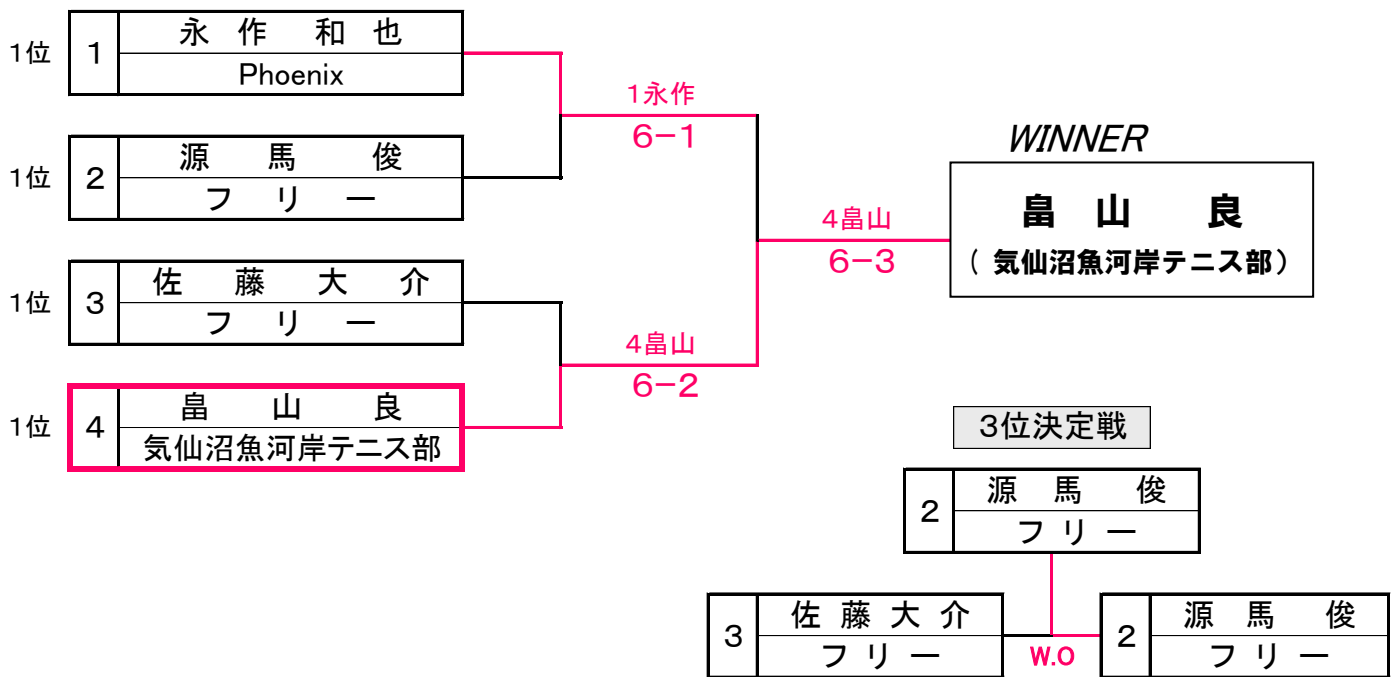 1位 1 永作 和也
Phoenix
1位 2 源馬 俊
フリー
1位 3 佐藤大介
フリー
1位 4 畠山良
気仙沼魚河岸テニス部
1永作
6-1
4畠山
6-2
4畠山
6-3
WINNER
畠山 良
(気仙沼魚河岸テニス部)
3位決定戦
2 源馬 俊
フリー
3 佐藤大介
フリー
W.O
2 源馬 俊
フリー